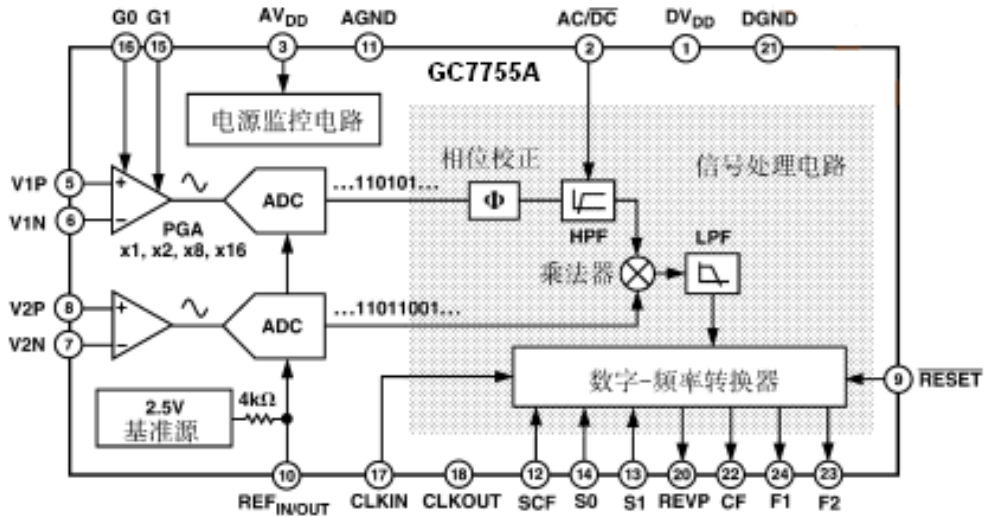 G0 G1 AVDD AGND AC/DC DVDD DGND
16 15 3 11 2 1 21
GC7755A
电源监控电路
相位校正
信号处理电路
V1P 5 + ADC ...110101... Φ
V1N 6 −
HPF
PGA
x1, x2, x8, x16
LPF
乘法器
V2P 8 + ADC ...11011001...
V2N 7 −
数字-频率转换器
9 RESET
2.5V
基准源
4kΩ
10 17 18 12 14 13 20 22 24 23
REFIN/OUT CLKIN CLKOUT SCF S0 S1 REVP CF F1 F2